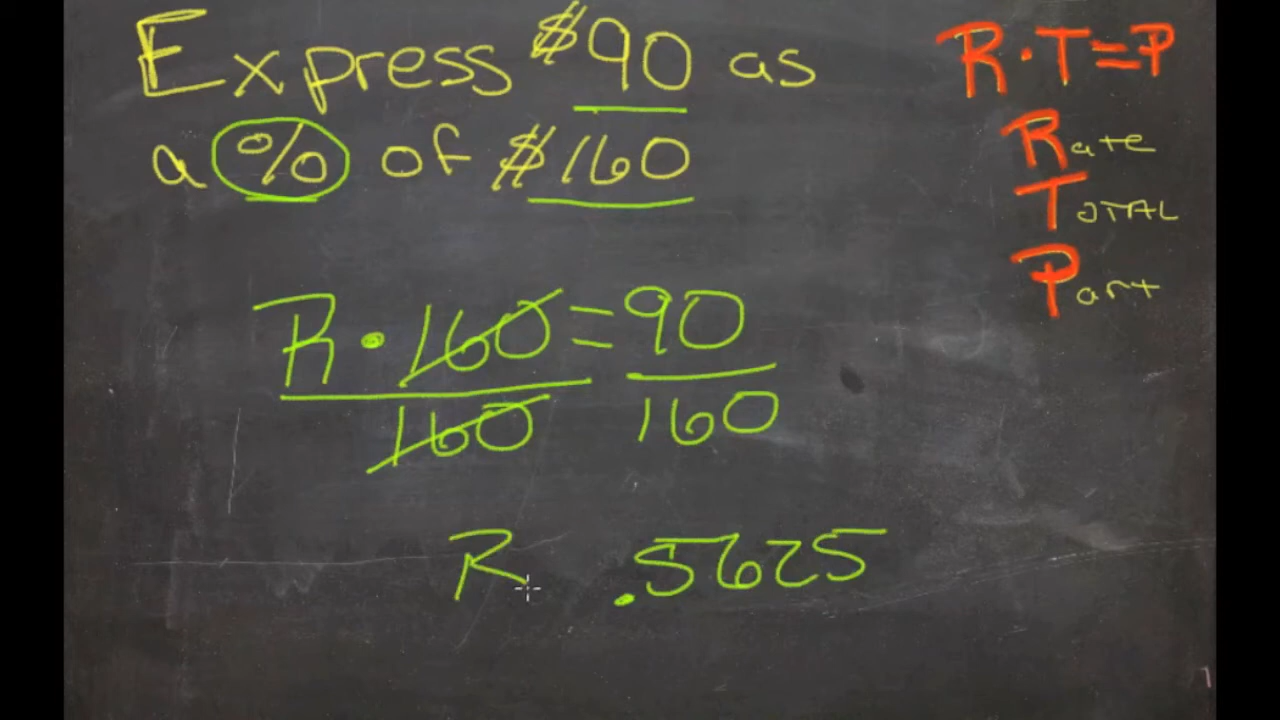 Express $90 as
a % of $160
R·T=P
Rate
Total
Part
R·160=90
160 160
R .5625